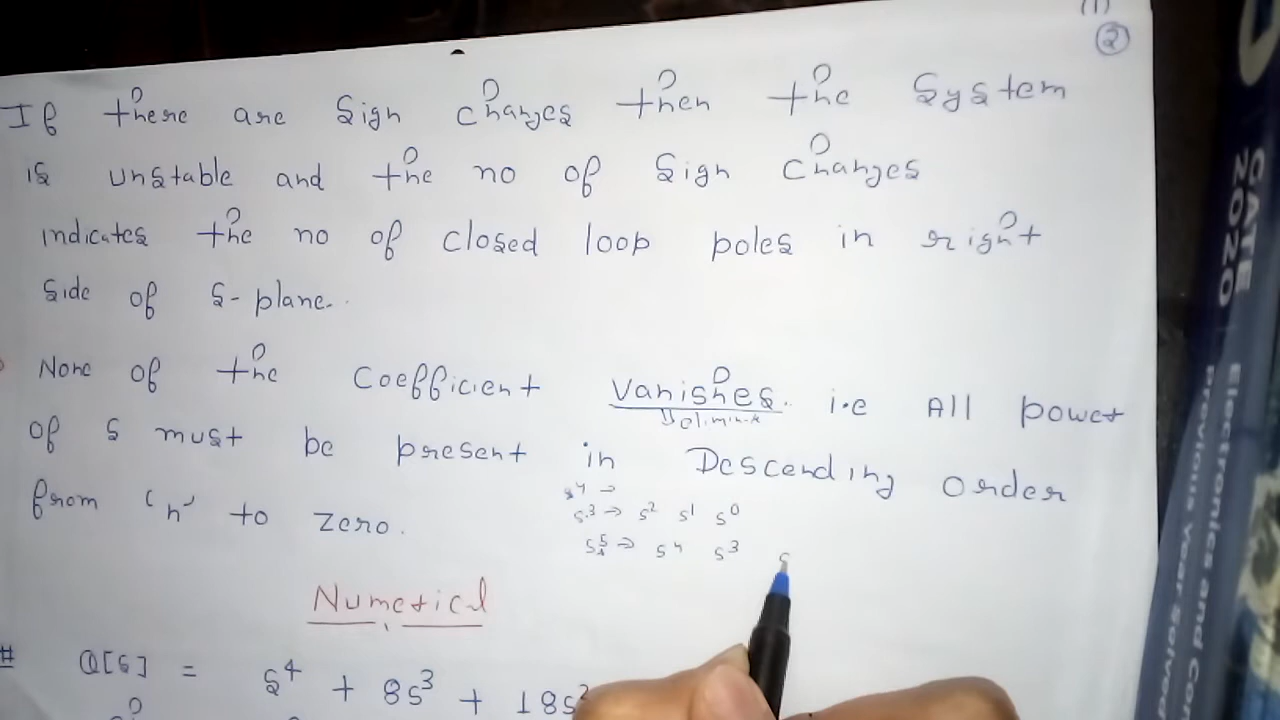 (1)
2
If there are sign changes then the system
is unstable and the no of sign changes
indicates the no of closed loop poles in right
side of s-plane.
None of the coefficient vanishes. i.e All power
of s must be present in Descending order
from 'n' to zero.
s⁴ →
s³ → s² s¹ s⁰
s⁵ → s⁴ s³ s
Numerical
# Q[s] = s⁴ + 8s³ + 18s²
GATE
2020
Electronics and Com
Previous year Solved